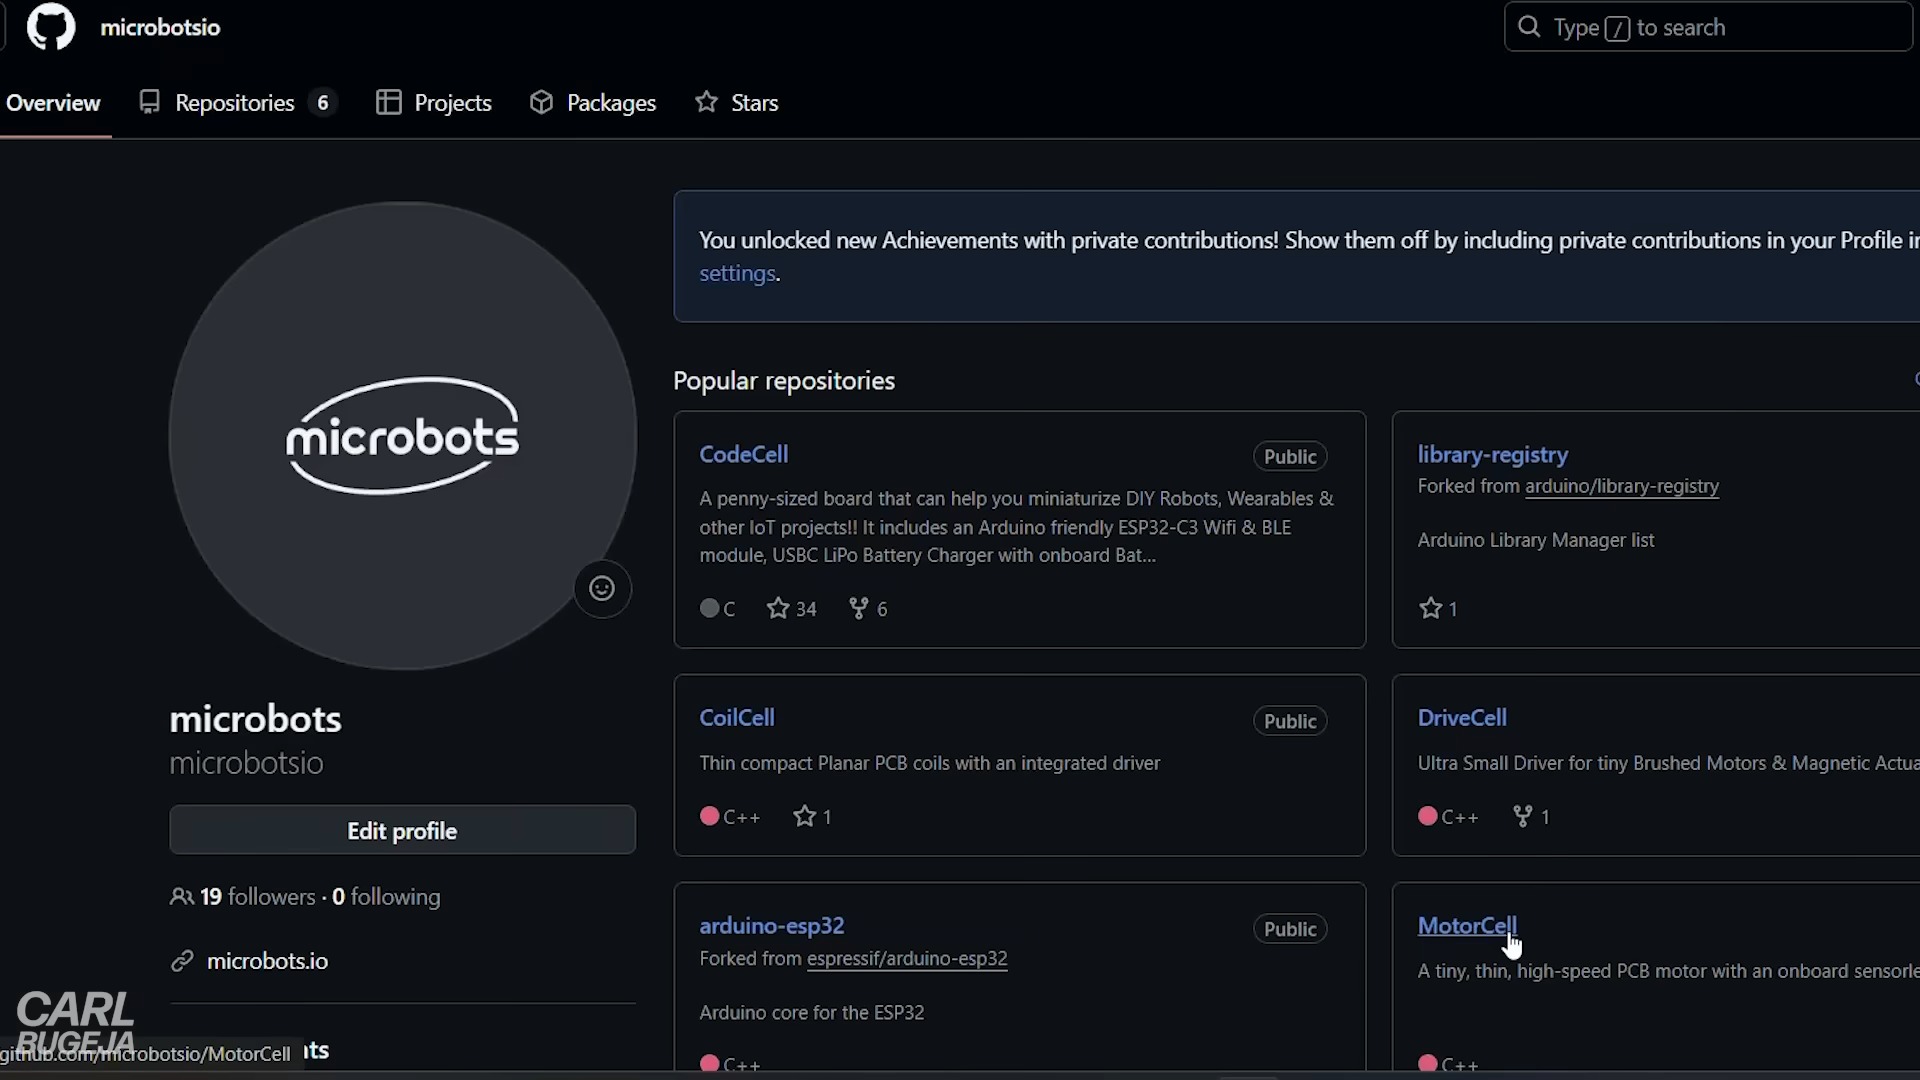 microbotsio
Type / to search
Overview
Repositories 6
Projects
Packages
Stars
microbots
microbots
microbotsio
Edit profile
19 followers · 0 following
microbots.io
You unlocked new Achievements with private contributions! Show them off by including private contributions in your Profile in
settings.
Popular repositories
CodeCell
Public
A penny-sized board that can help you miniaturize DIY Robots, Wearables &
other IoT projects!! It includes an Arduino friendly ESP32-C3 Wifi & BLE
module, USBC LiPo Battery Charger with onboard Bat...
C 34 6
library-registry
Forked from arduino/library-registry
Arduino Library Manager list
1
CoilCell
Public
Thin compact Planar PCB coils with an integrated driver
C++ 1
DriveCell
Ultra Small Driver for tiny Brushed Motors & Magnetic Actua
C++ 1
arduino-esp32
Public
Forked from espressif/arduino-esp32
Arduino core for the ESP32
C++
MotorCell
A tiny, thin, high-speed PCB motor with an onboard sensorle
C++
CARL
BUGEJA
github.com/microbotsio/MotorCell